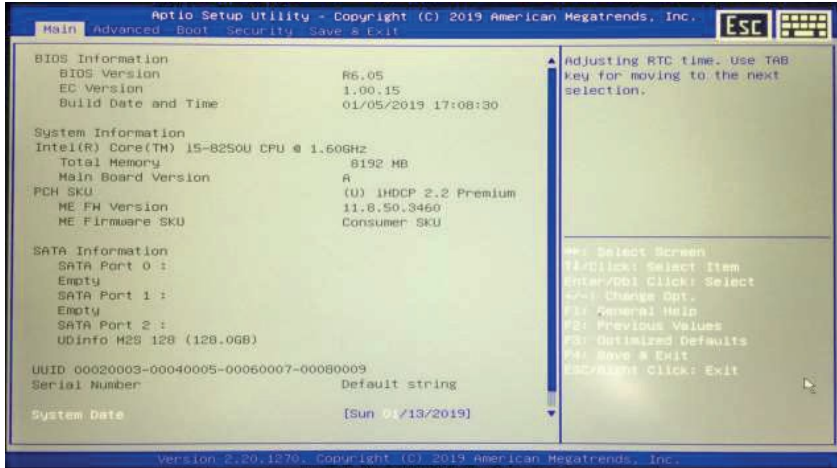 Aptio Setup Utility - Copyright (C) 2019 American Megatrends, Inc.
Main Advanced Boot Security Save & Exit
Esc
BIOS Information
BIOS Version R6.05
EC Version 1.00.15
Build Date and Time 01/05/2019 17:08:30
System Information
Intel(R) Core(TM) i5-8250U CPU @ 1.60GHz
Total Memory 8192 MB
Main Board Version A
PCH SKU (U) iHDCP 2.2 Premium
ME FW Version 11.8.50.3460
ME Firmware SKU Consumer SKU
SATA Information
SATA Port 0 :
Empty
SATA Port 1 :
Empty
SATA Port 2 :
UDinfo M2S 128 (128.0GB)
UUID 00020003-00040005-00060007-00080009
Serial Number Default string
System Date [Sun 01/13/2019]
Adjusting RTC time. Use TAB
key for moving to the next
selection.
: Select Screen
/Click: Select Item
Enter/Dbl Click: Select
+/-: Change Opt.
F1: General Help
F2: Previous Values
F3: Optimized Defaults
F4: Save & Exit
ESC/Right Click: Exit
Version 2.20.1270. Copyright (C) 2019 American Megatrends, Inc.